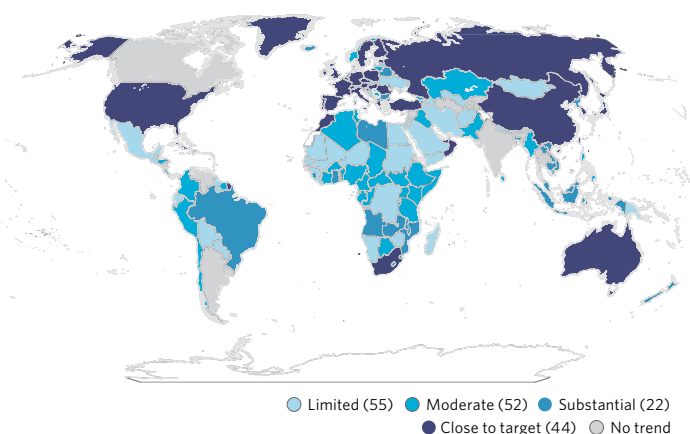 Limited (55) Moderate (52) Substantial (22)
Close to target (44) No trend